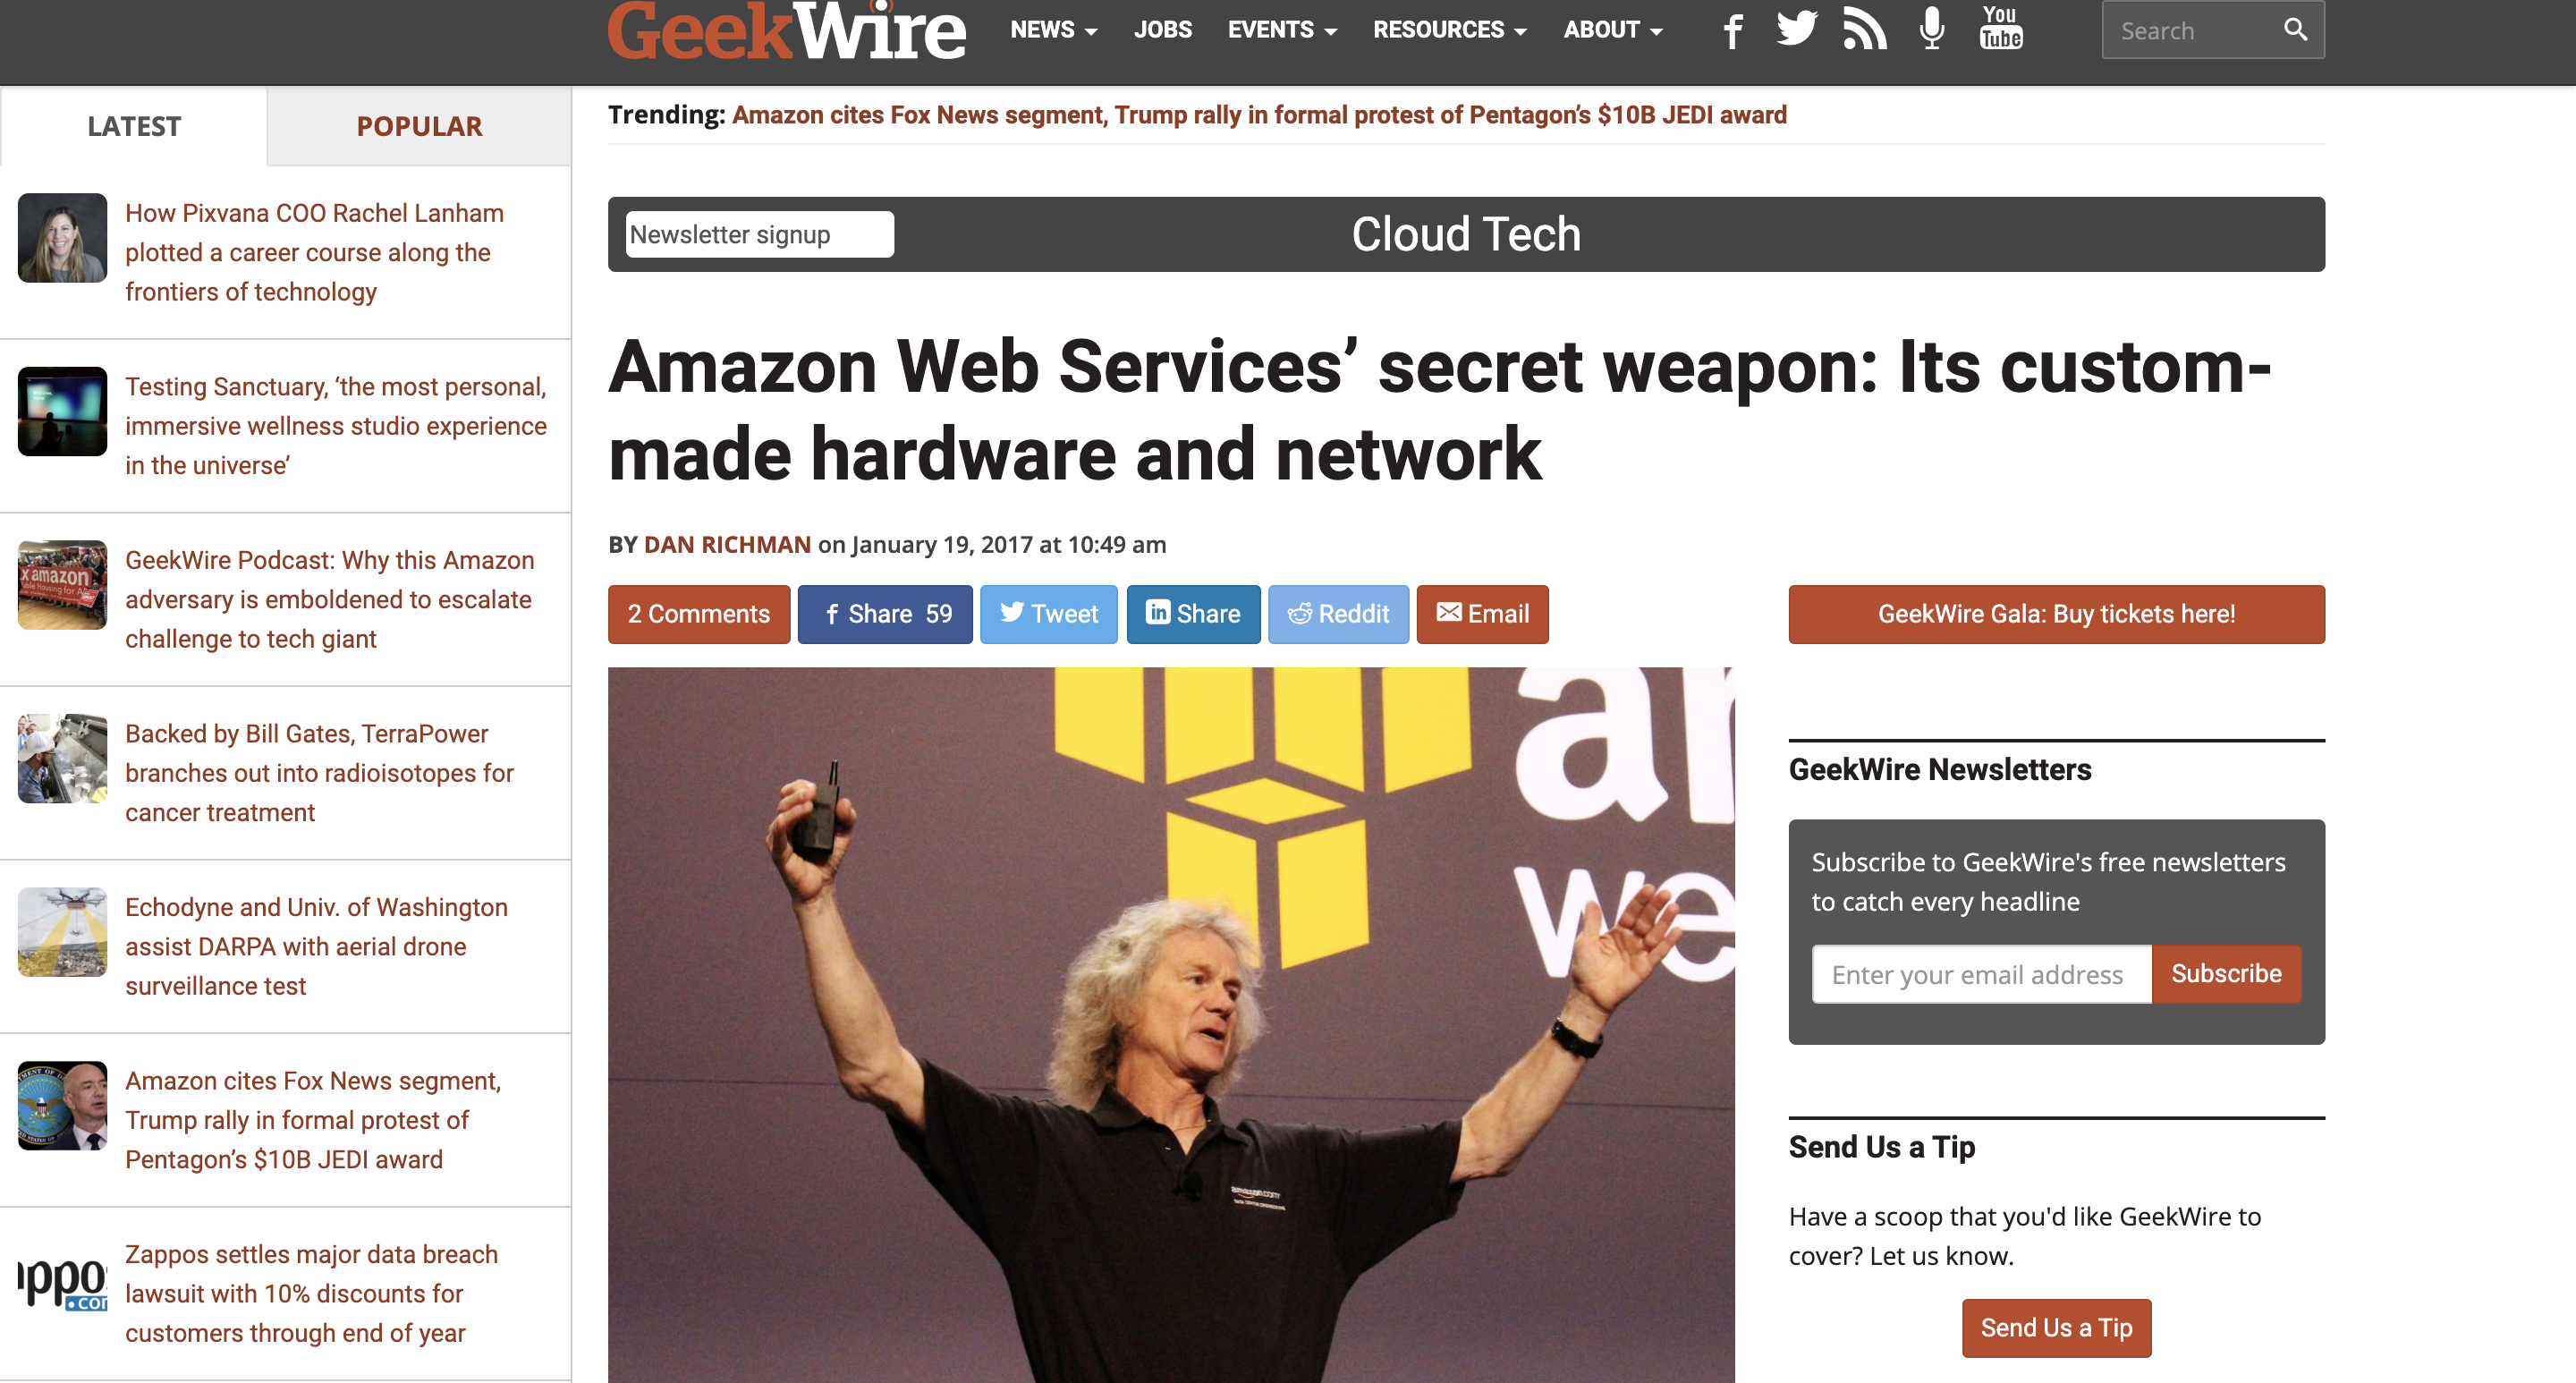 GeekWire
NEWS
JOBS
EVENTS
RESOURCES
ABOUT
You
Tube
Search
LATEST
POPULAR
How Pixvana COO Rachel Lanham
plotted a career course along the
frontiers of technology
Testing Sanctuary, ‘the most personal,
immersive wellness studio experience
in the universe’
x amazon
GeekWire Podcast: Why this Amazon
adversary is emboldened to escalate
challenge to tech giant
Backed by Bill Gates, TerraPower
branches out into radioisotopes for
cancer treatment
Echodyne and Univ. of Washington
assist DARPA with aerial drone
surveillance test
Amazon cites Fox News segment,
Trump rally in formal protest of
Pentagon’s $10B JEDI award
appos
.com
Zappos settles major data breach
lawsuit with 10% discounts for
customers through end of year
Trending: Amazon cites Fox News segment, Trump rally in formal protest of Pentagon’s $10B JEDI award
Newsletter signup
Cloud Tech
Amazon Web Services’ secret weapon: Its custom-
made hardware and network
BY DAN RICHMAN on January 19, 2017 at 10:49 am
2 Comments
f Share 59
Tweet
in Share
Reddit
Email
am
we
amazon.com
GeekWire Gala: Buy tickets here!
GeekWire Newsletters
Subscribe to GeekWire's free newsletters
to catch every headline
Enter your email address
Subscribe
Send Us a Tip
Have a scoop that you'd like GeekWire to
cover? Let us know.
Send Us a Tip